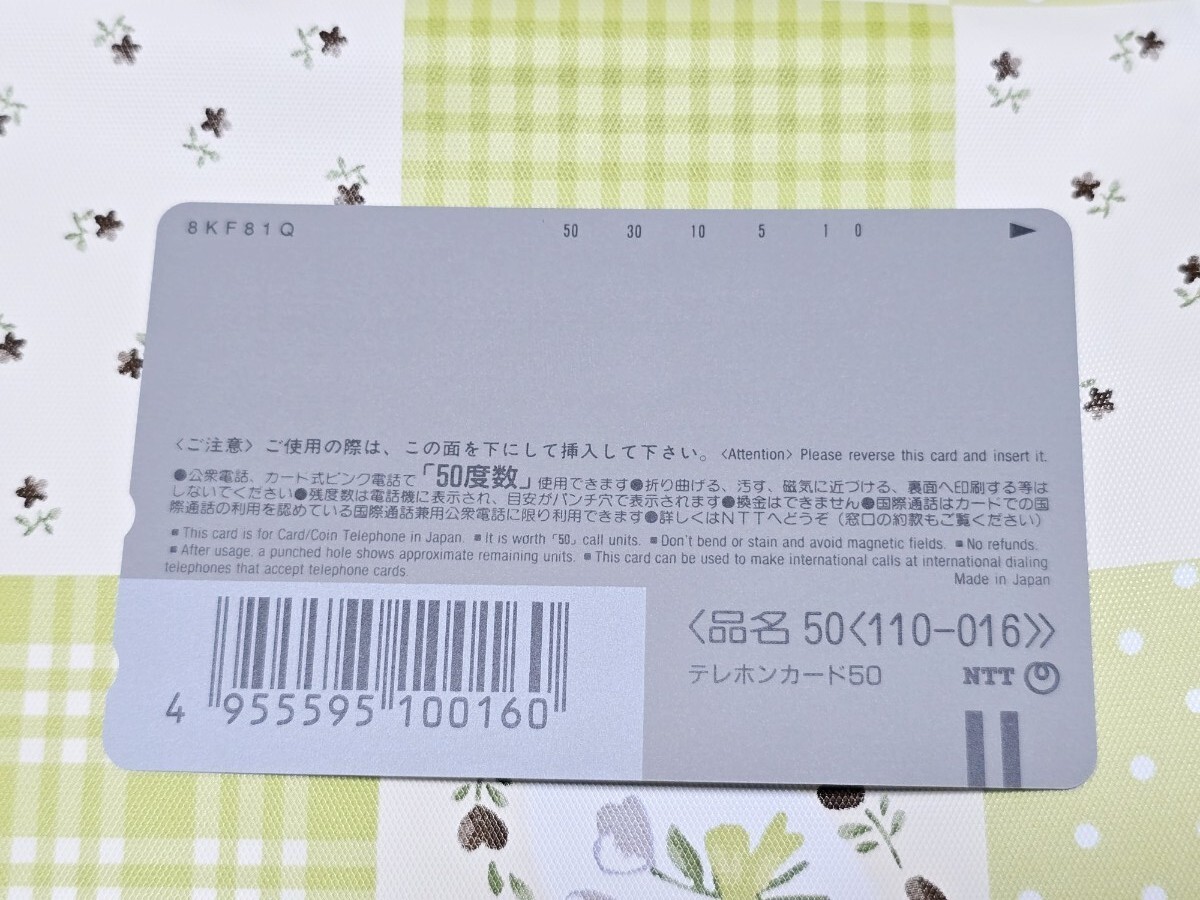 8KF81Q 50 30 10 5 1 0
〈ご注意〉ご使用の際は、この面を下にして挿入して下さい。〈Attention〉Please reverse this card and insert it.
●公衆電話、カード式ピンク電話で「50度数」使用できます●折り曲げる、汚す、磁気に近づける、裏面へ印刷する等は
しないでください●残度数は電話機に表示され、目安がパンチ穴で表示されます●換金はできません●国際通話はカードでの国
際通話の利用を認めている国際通話兼用公衆電話に限り利用できます●詳しくはNTTへどうぞ（窓口の約款もご覧ください）
■This card is for Card/Coin Telephone in Japan. ■It is worth「50」call units. ■Don't bend or stain and avoid magnetic fields. ■No refunds.
■After usage, a punched hole shows approximate remaining units. ■This card can be used to make international calls at international dialing
telephones that accept telephone cards.
Made in Japan
〈品名 50〈110-016〉〉
テレホンカード50 NTT
4 955595 100160